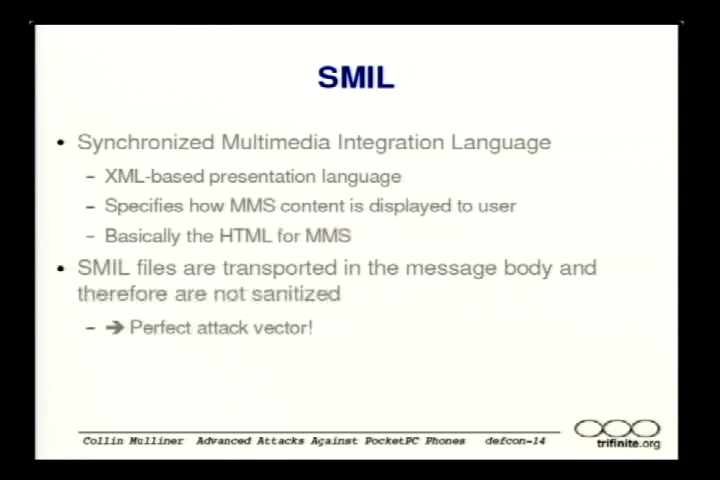 SMIL
• Synchronized Multimedia Integration Language
– XML-based presentation language
– Specifies how MMS content is displayed to user
– Basically the HTML for MMS
• SMIL files are transported in the message body and
therefore are not sanitized
– ➔ Perfect attack vector!
Collin Mulliner Advanced Attacks Against PocketPC Phones defcon-14
trifinite.org